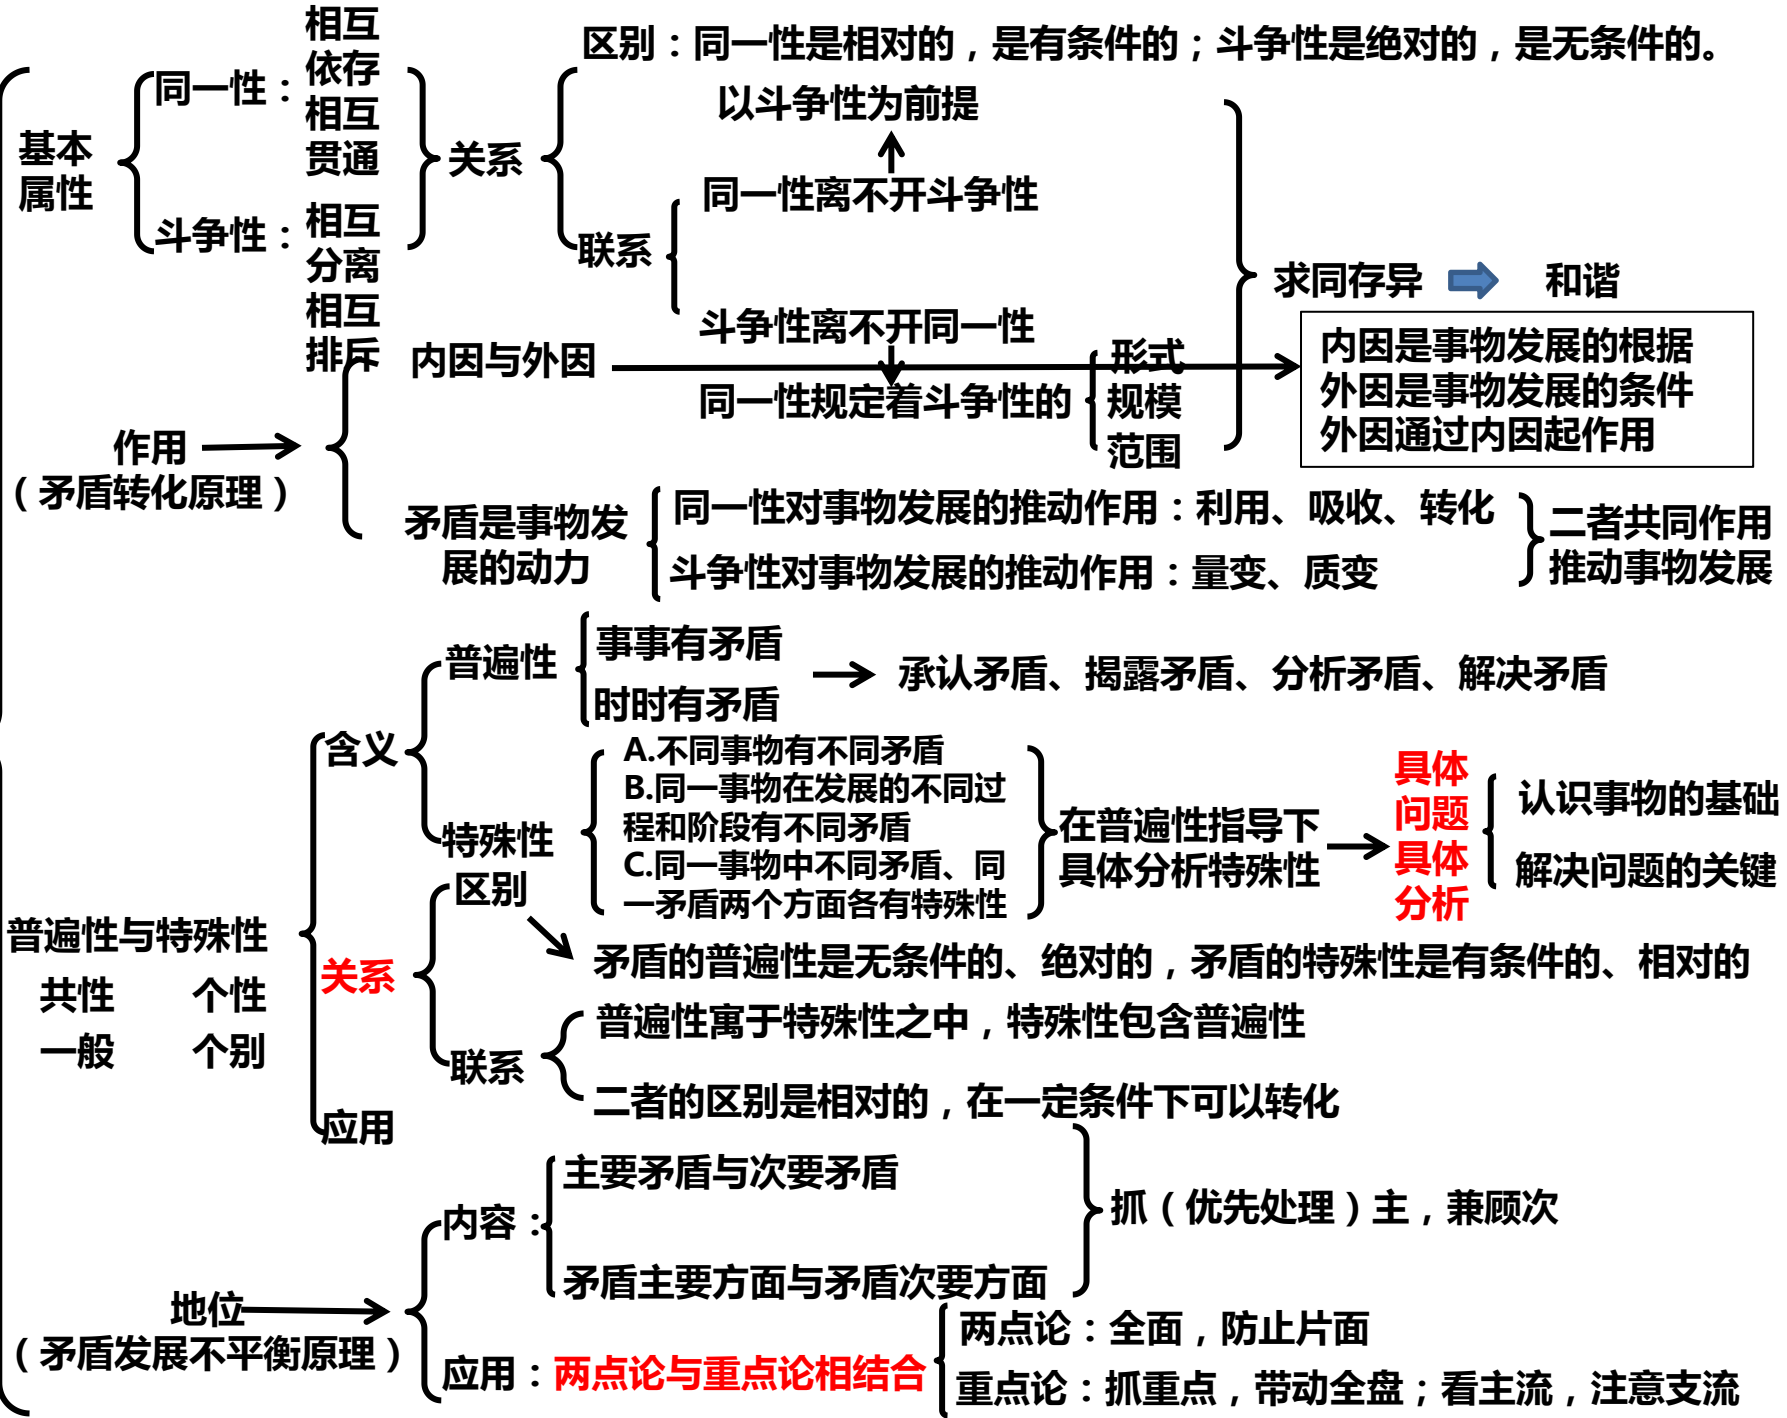 基本
属性
同一性：
相互
依存
相互
贯通
斗争性：
相互
分离
相互
排斥
关系
区别：同一性是相对的，是有条件的；斗争性是绝对的，是无条件的。
联系
以斗争性为前提
同一性离不开斗争性
斗争性离不开同一性
同一性规定着斗争性的
形式
规模
范围
求同存异
和谐
作用
（矛盾转化原理）
内因与外因
内因是事物发展的根据
外因是事物发展的条件
外因通过内因起作用
矛盾是事物发
展的动力
同一性对事物发展的推动作用：利用、吸收、转化
斗争性对事物发展的推动作用：量变、质变
二者共同作用
推动事物发展
普遍性与特殊性
共性 个性
一般 个别
含义
普遍性
事事有矛盾
时时有矛盾
承认矛盾、揭露矛盾、分析矛盾、解决矛盾
特殊性
A.不同事物有不同矛盾
B.同一事物在发展的不同过
程和阶段有不同矛盾
C.同一事物中不同矛盾、同
一矛盾两个方面各有特殊性
在普遍性指导下
具体分析特殊性
具体
问题
具体
分析
认识事物的基础
解决问题的关键
关系
区别
矛盾的普遍性是无条件的、绝对的，矛盾的特殊性是有条件的、相对的
联系
普遍性寓于特殊性之中，特殊性包含普遍性
二者的区别是相对的，在一定条件下可以转化
应用
地位
（矛盾发展不平衡原理）
内容：
主要矛盾与次要矛盾
矛盾主要方面与矛盾次要方面
抓（优先处理）主，兼顾次
应用：两点论与重点论相结合
两点论：全面，防止片面
重点论：抓重点，带动全盘；看主流，注意支流